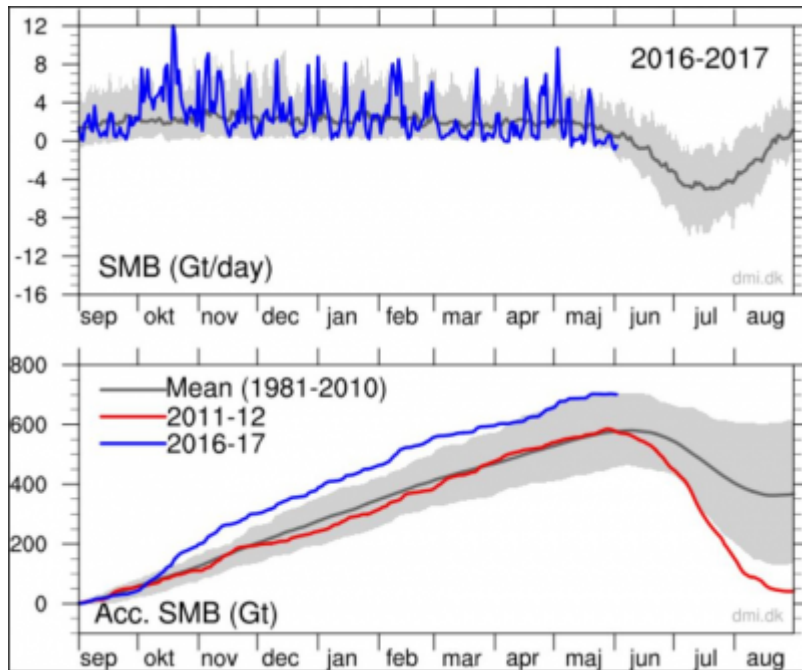 12
8
4
0
-4
-8
-12
-16
2016-2017
SMB (Gt/day)
dmi.dk
sep okt nov dec jan feb mar apr maj jun jul aug
800
600
400
200
0
Mean (1981-2010)
2011-12
2016-17
Acc. SMB (Gt)
dmi.dk
sep okt nov dec jan feb mar apr maj jun jul aug